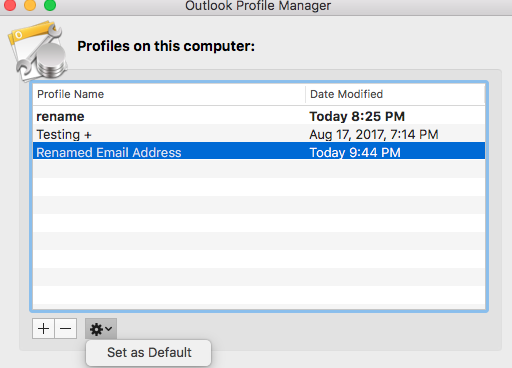 Outlook Profile Manager
Profiles on this computer:
Profile Name Date Modified
rename Today 8:25 PM
Testing + Aug 17, 2017, 7:14 PM
Renamed Email Address Today 9:44 PM
Set as Default